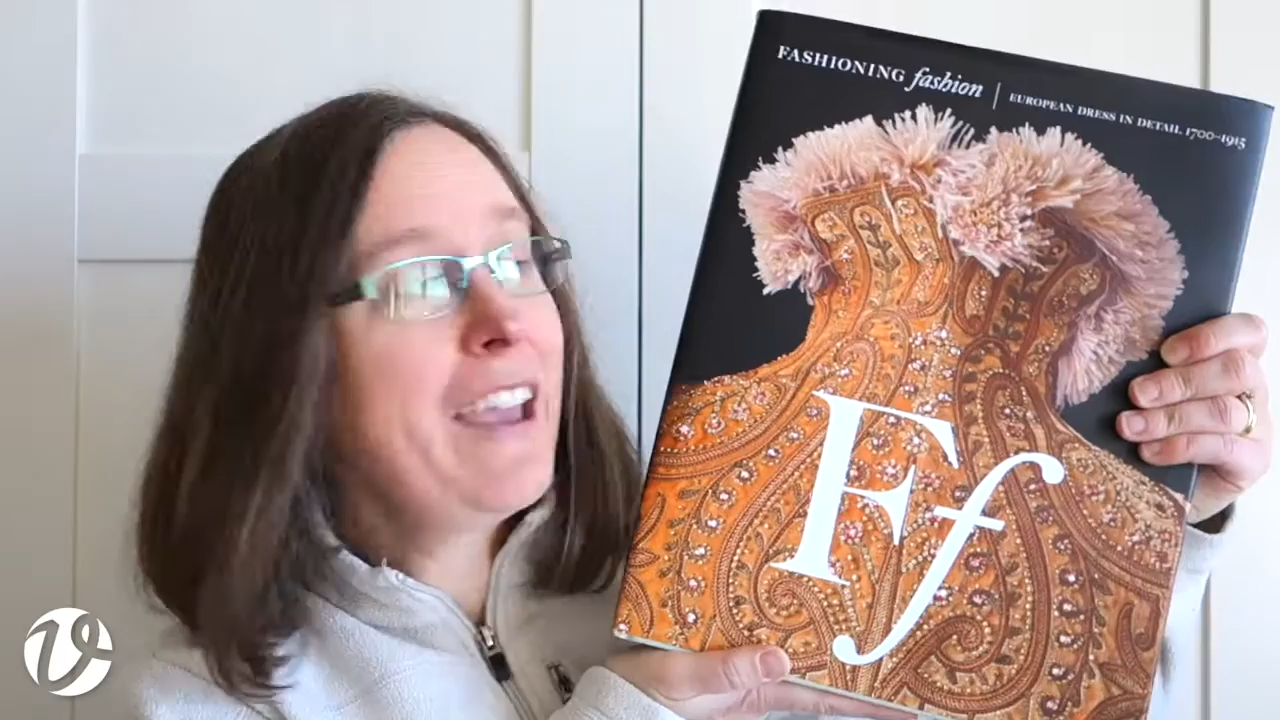 FASHIONING fashion | EUROPEAN DRESS IN DETAIL 1700–1915
Ff